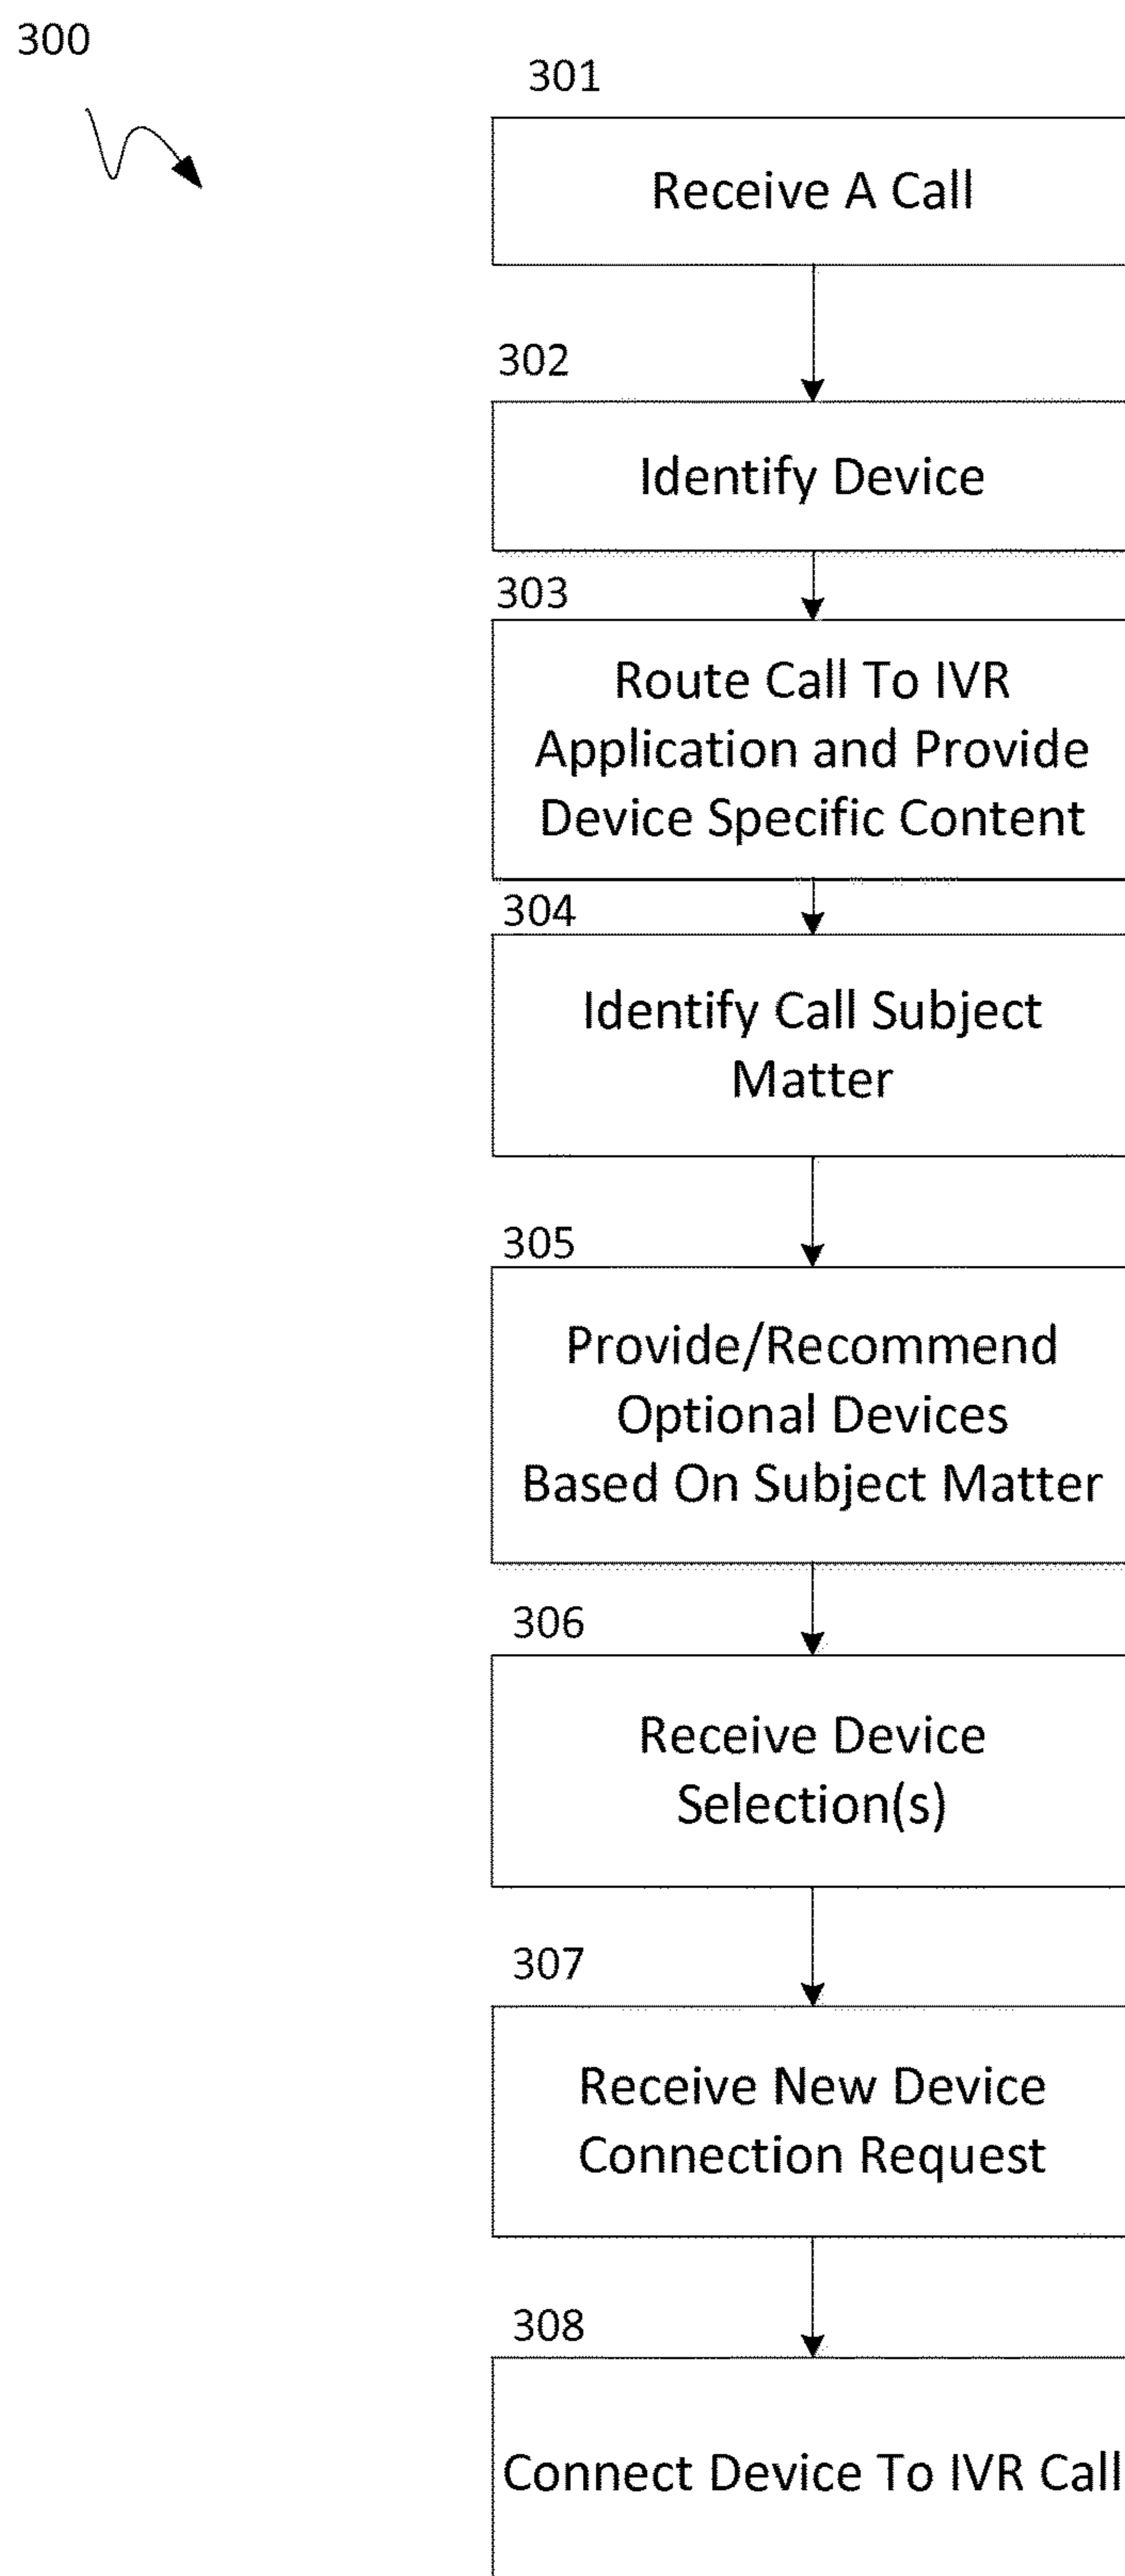 300
301
Receive A Call
302
Identify Device
303
Route Call To IVR
Application and Provide
Device Specific Content
304
Identify Call Subject
Matter
305
Provide/Recommend
Optional Devices
Based On Subject Matter
306
Receive Device
Selection(s)
307
Receive New Device
Connection Request
308
Connect Device To IVR Call